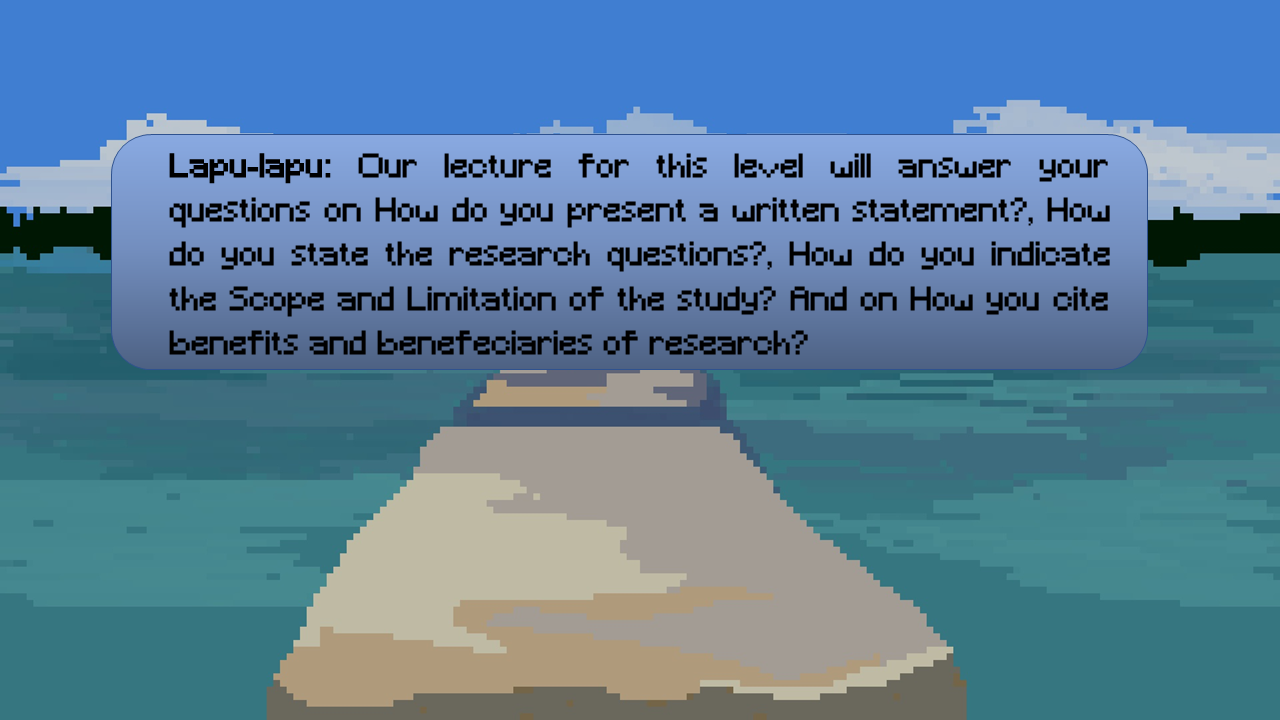 Lapu-lapu: Our lecture for this level will answer your
questions on How do you present a written statement?, How
do you state the research questions?, How do you indicate
the Scope and Limitation of the study? And on How you cite
benefits and benefeciaries of research?